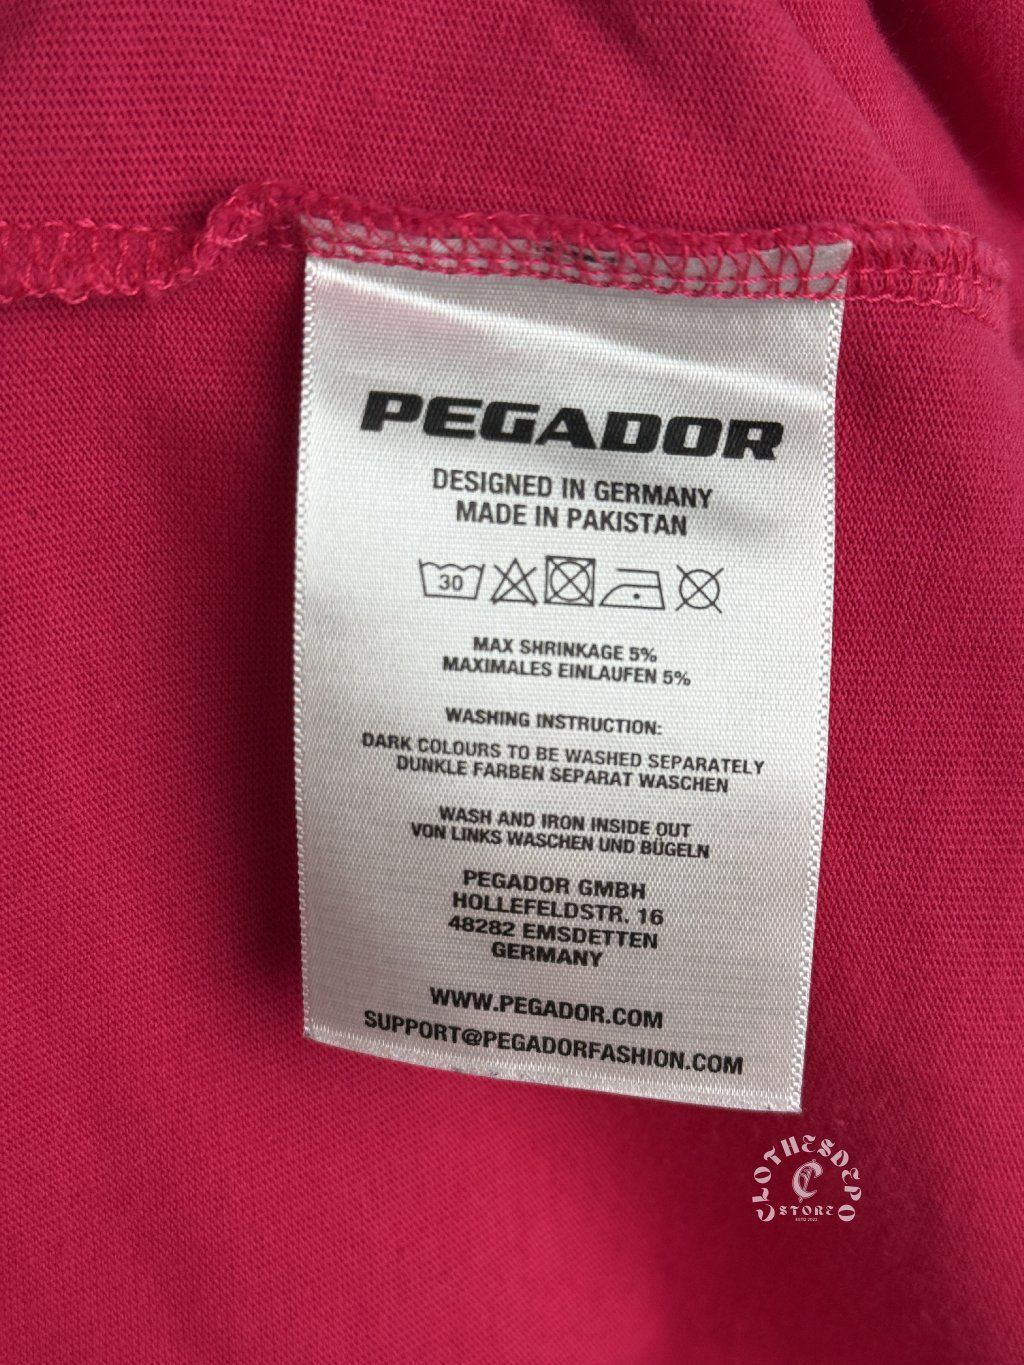 PEGADOR
DESIGNED IN GERMANY
MADE IN PAKISTAN
30
MAX SHRINKAGE 5%
MAXIMALES EINLAUFEN 5%
WASHING INSTRUCTION:
DARK COLOURS TO BE WASHED SEPARATELY
DUNKLE FARBEN SEPARAT WASCHEN
WASH AND IRON INSIDE OUT
VON LINKS WASCHEN UND BÜGELN
PEGADOR GMBH
HOLLEFELDSTR. 16
48282 EMSDETTEN
GERMANY
WWW.PEGADOR.COM
SUPPORT@PEGADORFASHION.COM
CLOTHESDEPO
STORE
ESTD 2022